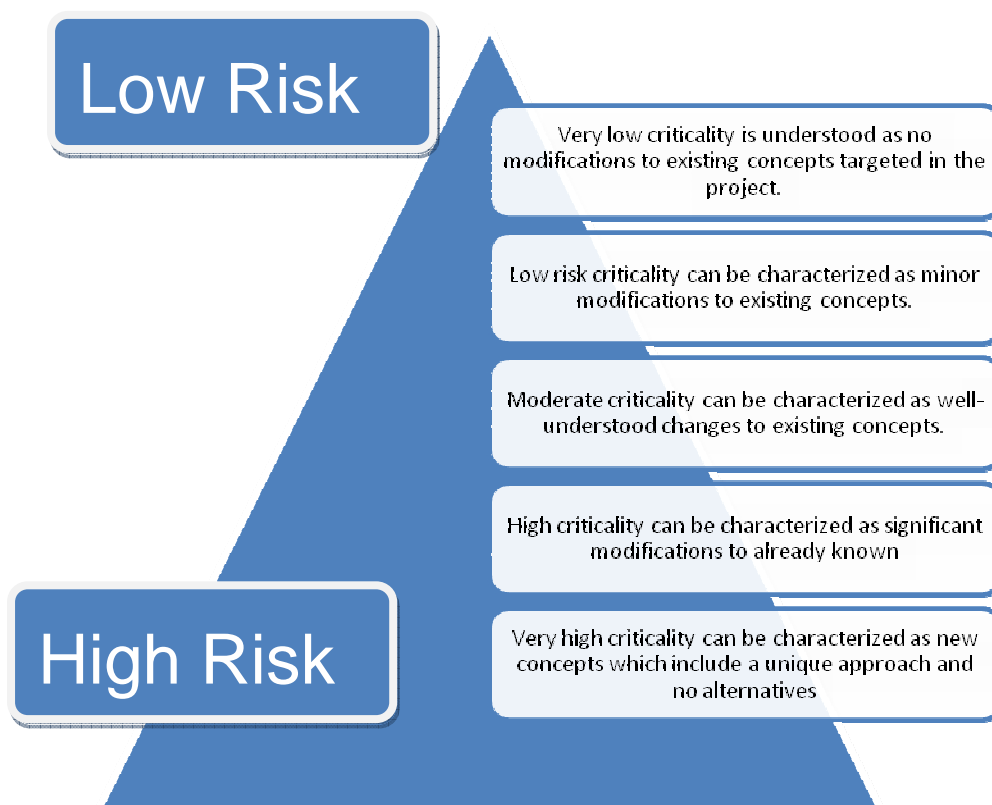 Low Risk
Very low criticality is understood as no
modifications to existing concepts targeted in the
project.
Low risk criticality can be characterized as minor
modifications to existing concepts.
Moderate criticality can be characterized as well-
understood changes to existing concepts.
High criticality can be characterized as significant
modifications to already known
High Risk
Very high criticality can be characterized as new
concepts which include a unique approach and
no alternatives